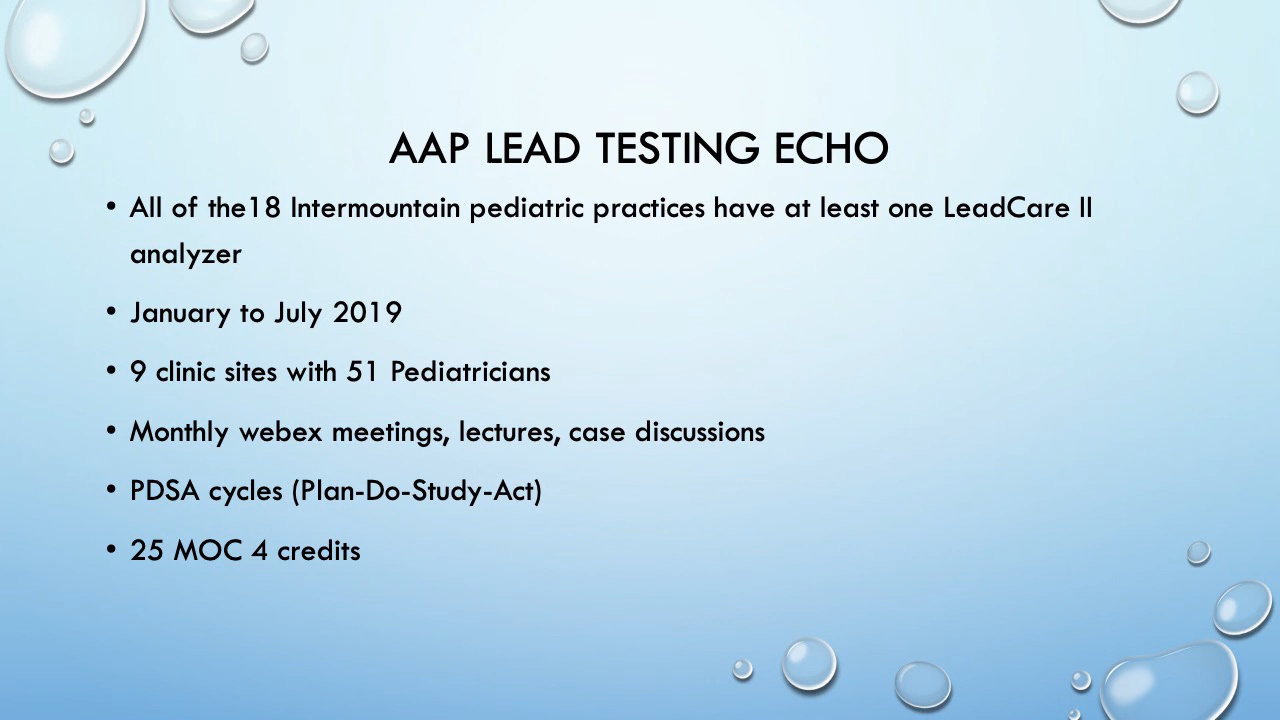 AAP LEAD TESTING ECHO
• All of the18 Intermountain pediatric practices have at least one LeadCare II
analyzer
• January to July 2019
• 9 clinic sites with 51 Pediatricians
• Monthly webex meetings, lectures, case discussions
• PDSA cycles (Plan-Do-Study-Act)
• 25 MOC 4 credits